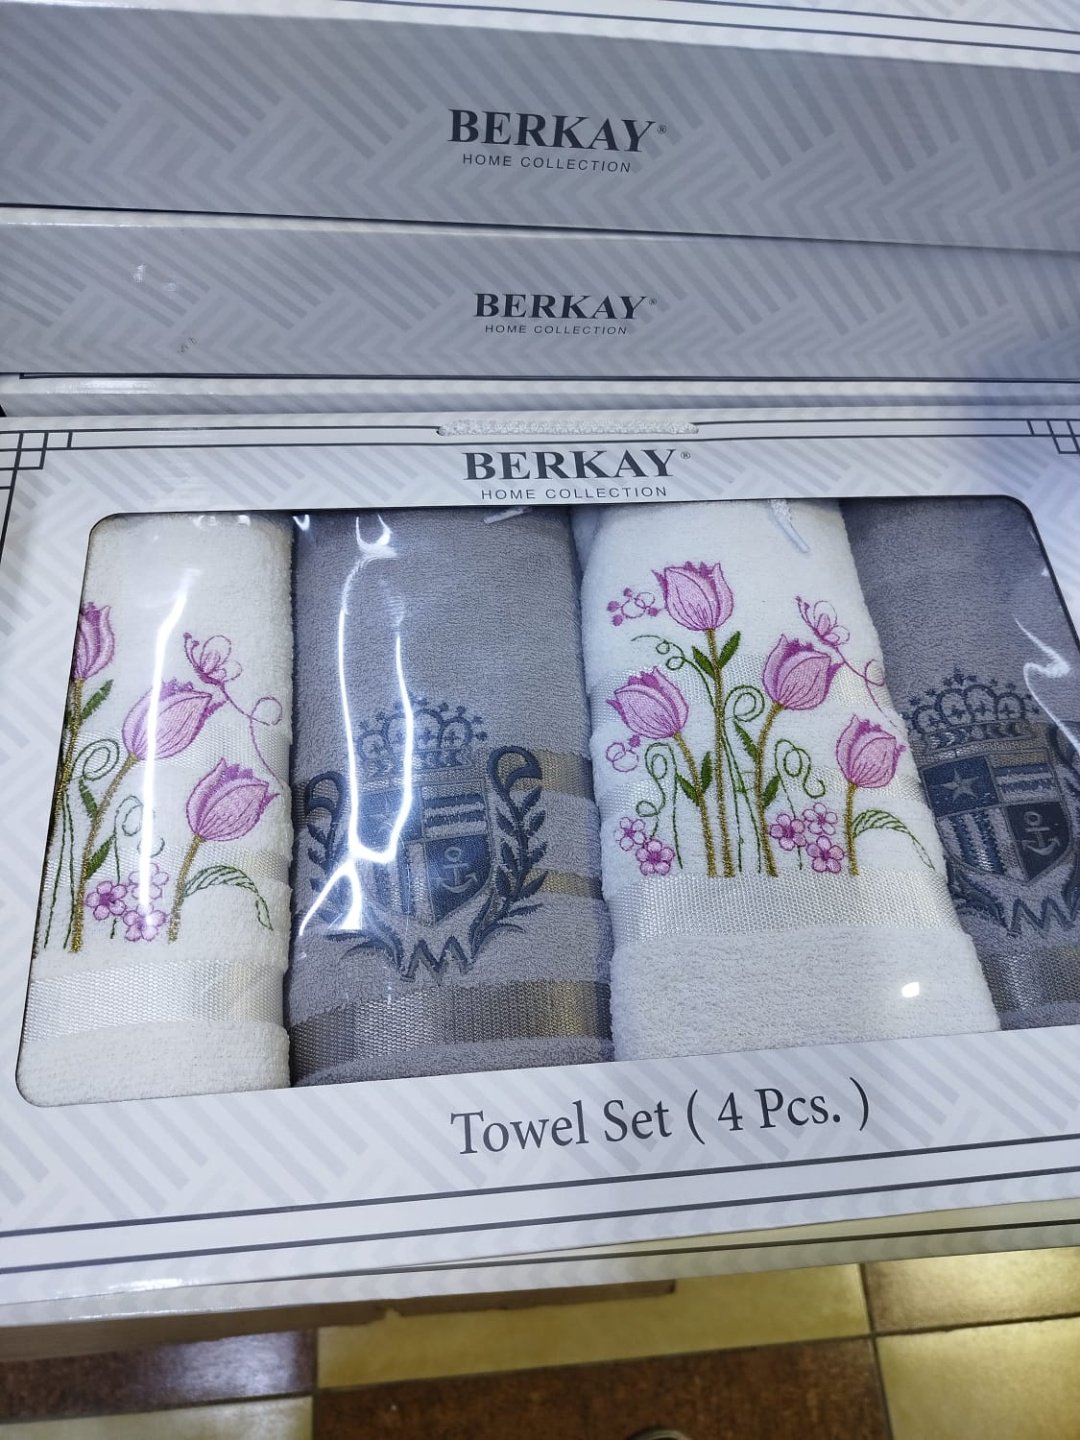 BERKAY®
HOME COLLECTION
BERKAY®
HOME COLLECTION
BERKAY®
HOME COLLECTION
M
Towel Set ( 4 Pcs. )